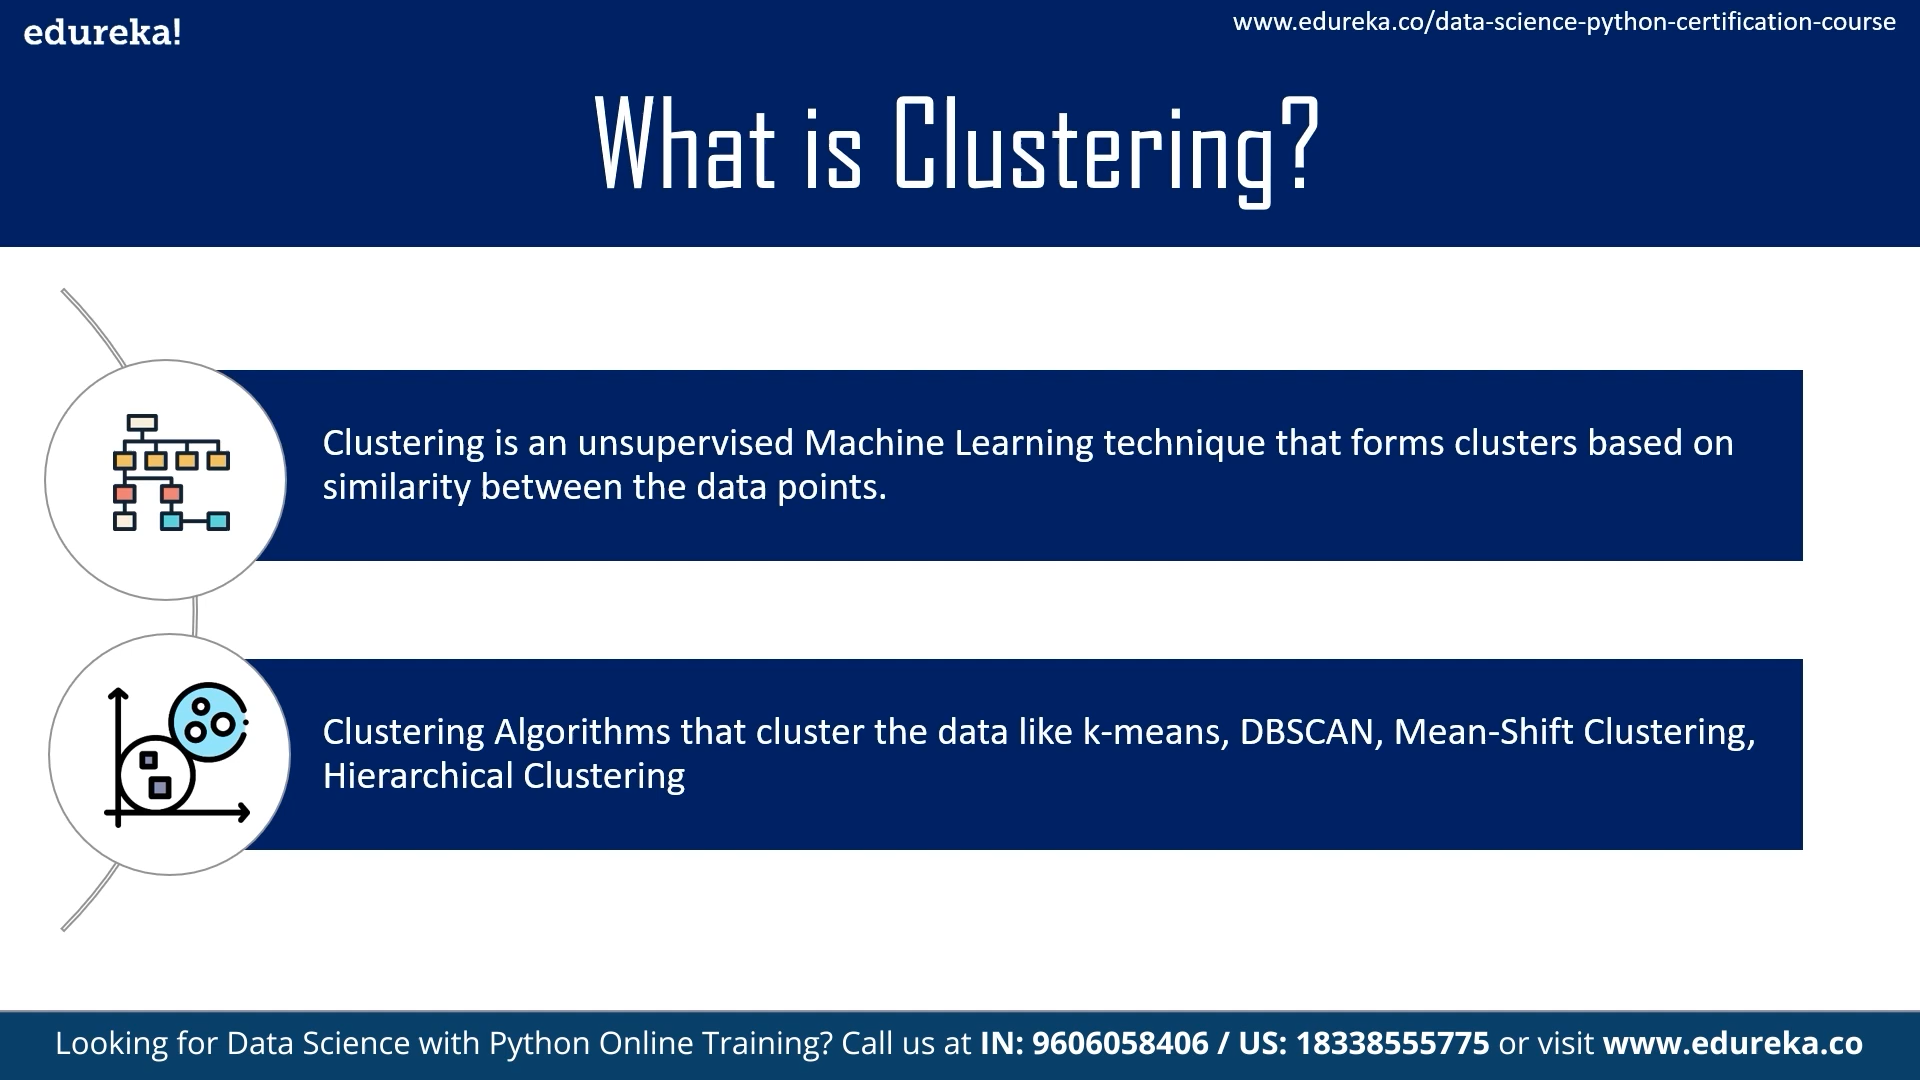 edureka!
www.edureka.co/data-science-python-certification-course
What is Clustering?
Clustering is an unsupervised Machine Learning technique that forms clusters based on
similarity between the data points.
Clustering Algorithms that cluster the data like k-means, DBSCAN, Mean-Shift Clustering,
Hierarchical Clustering
Looking for Data Science with Python Online Training? Call us at IN: 9606058406 / US: 18338555775 or visit www.edureka.co